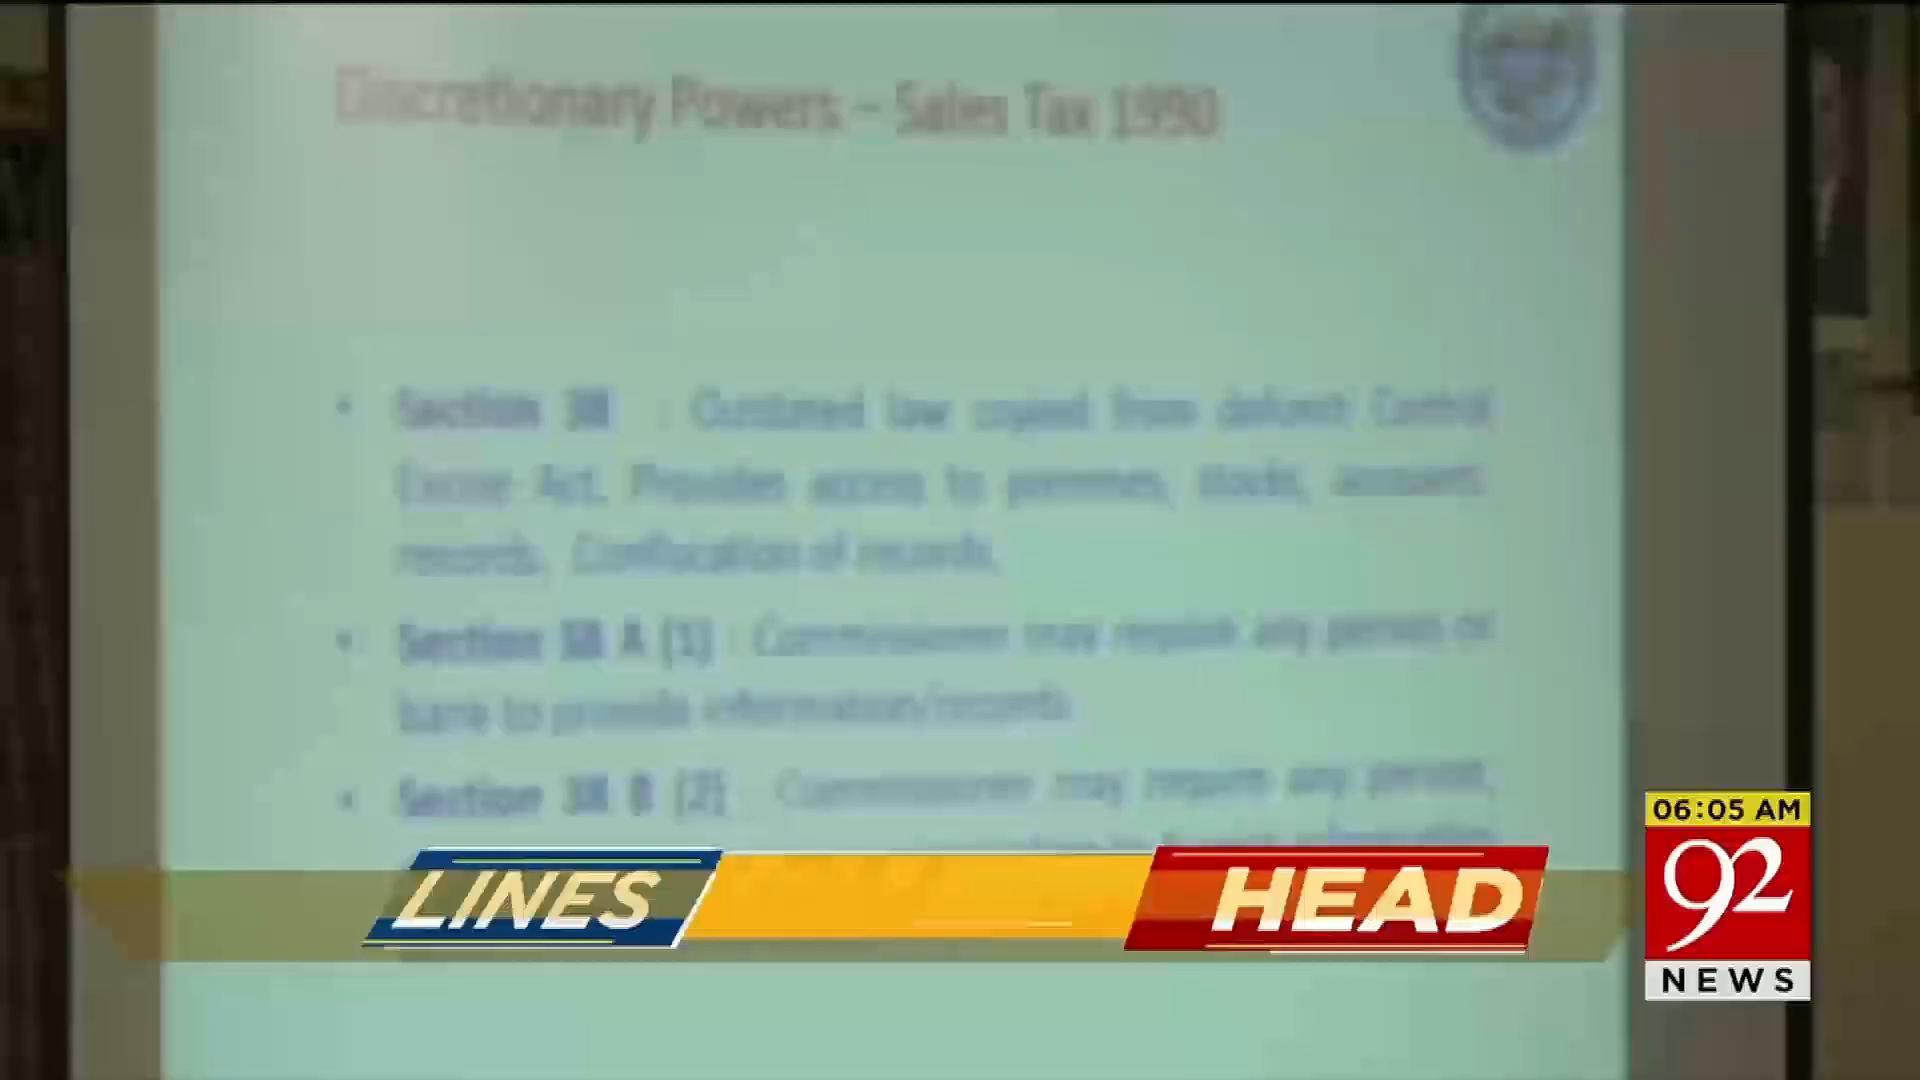 Discretionary Powers – Sales Tax 1990
• Section 38 : Outdated law copied from defunct Central
Excise Act. Provides access to premises, stocks, accounts
records. Confiscation of records.
• Section 38 A (1) : Commissioner may require any person or
bank to provide information/records
• Section 38 B (2) : Commissioner may require any person,
LINES
HEAD
06:05 AM
92
NEWS